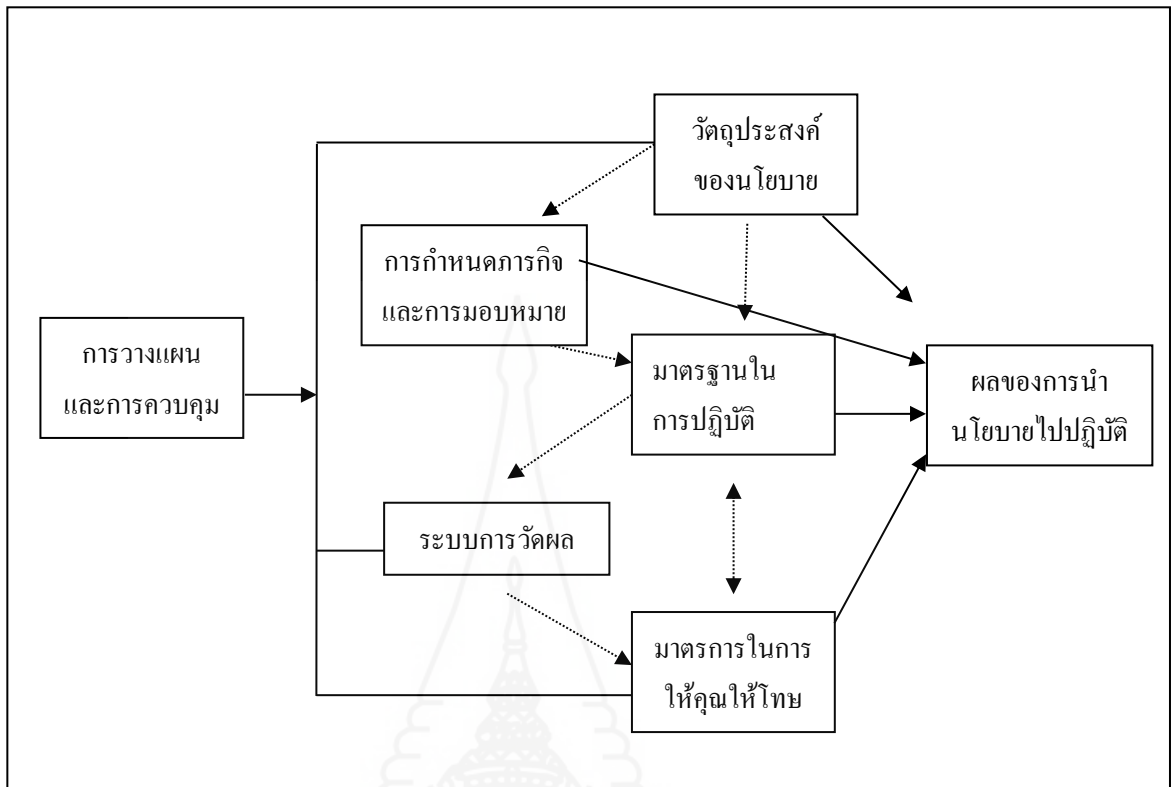 วัตถุประสงค์
ของนโยบาย
การกำหนดภารกิจ
และการมอบหมาย
การวางแผน
และการควบคุม
มาตรฐานใน
การปฏิบัติ
ผลของการนำ
นโยบายไปปฏิบัติ
ระบบการวัดผล
มาตรการในการ
ให้คุณให้โทษ